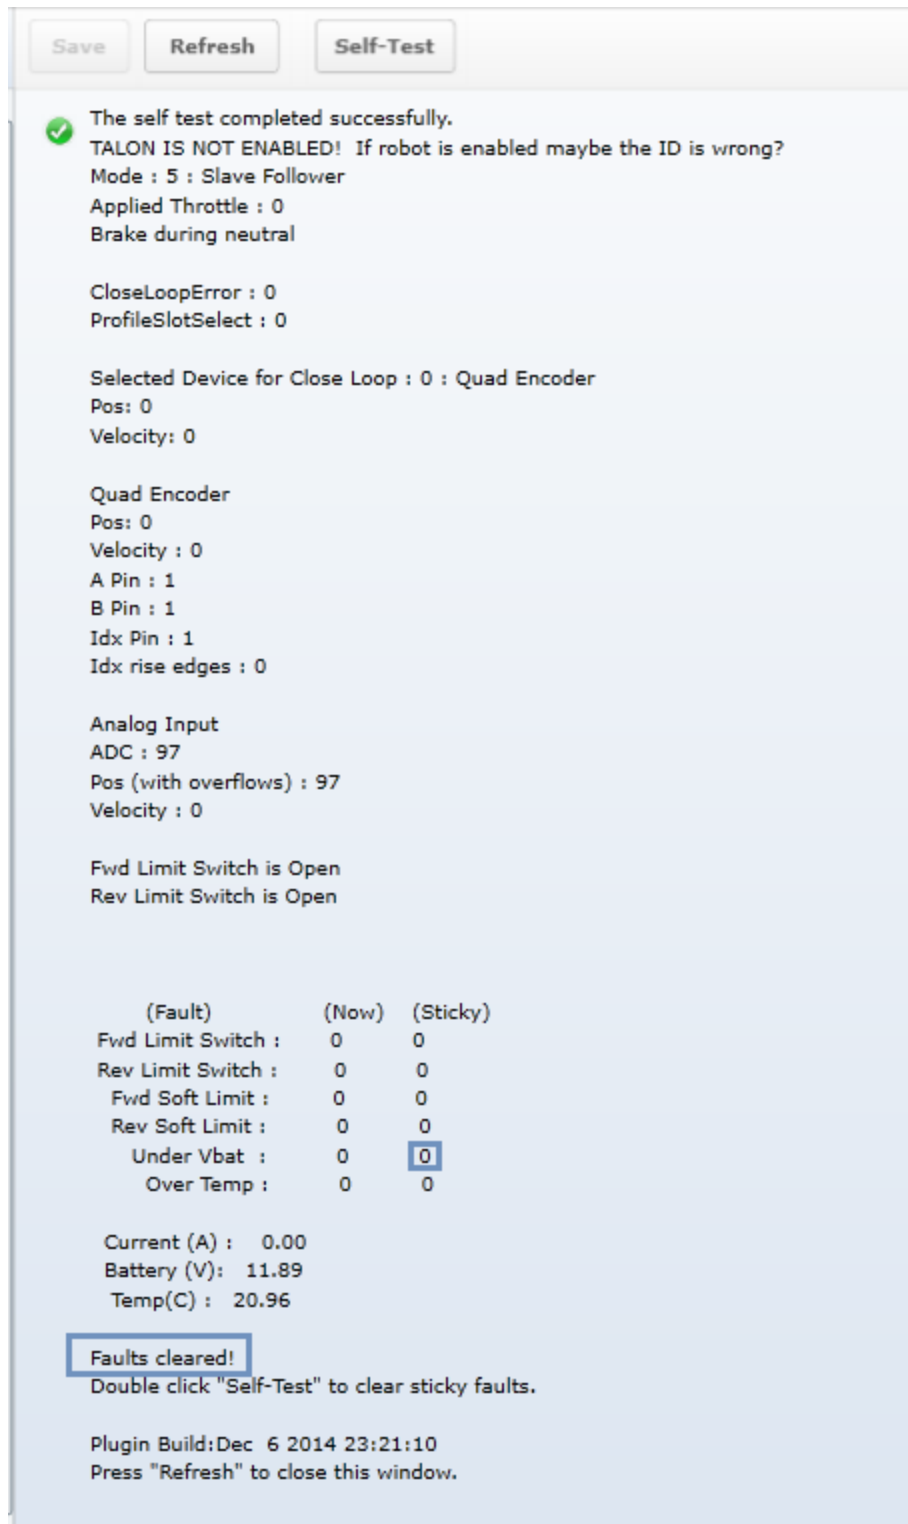 Save Refresh Self-Test
The self test completed successfully.
TALON IS NOT ENABLED!  If robot is enabled maybe the ID is wrong?
Mode : 5 : Slave Follower
Applied Throttle : 0
Brake during neutral
CloseLoopError : 0
ProfileSlotSelect : 0
Selected Device for Close Loop : 0 : Quad Encoder
Pos: 0
Velocity: 0
Quad Encoder
Pos: 0
Velocity : 0
A Pin : 1
B Pin : 1
Idx Pin : 1
Idx rise edges : 0
Analog Input
ADC : 97
Pos (with overflows) : 97
Velocity : 0
Fwd Limit Switch is Open
Rev Limit Switch is Open
(Fault) (Now) (Sticky)
Fwd Limit Switch : 0 0
Rev Limit Switch : 0 0
Fwd Soft Limit : 0 0
Rev Soft Limit : 0 0
Under Vbat : 0 0
Over Temp : 0 0
Current (A) : 0.00
Battery (V): 11.89
Temp(C) : 20.96
Faults cleared!
Double click "Self-Test" to clear sticky faults.
Plugin Build:Dec  6 2014 23:21:10
Press "Refresh" to close this window.